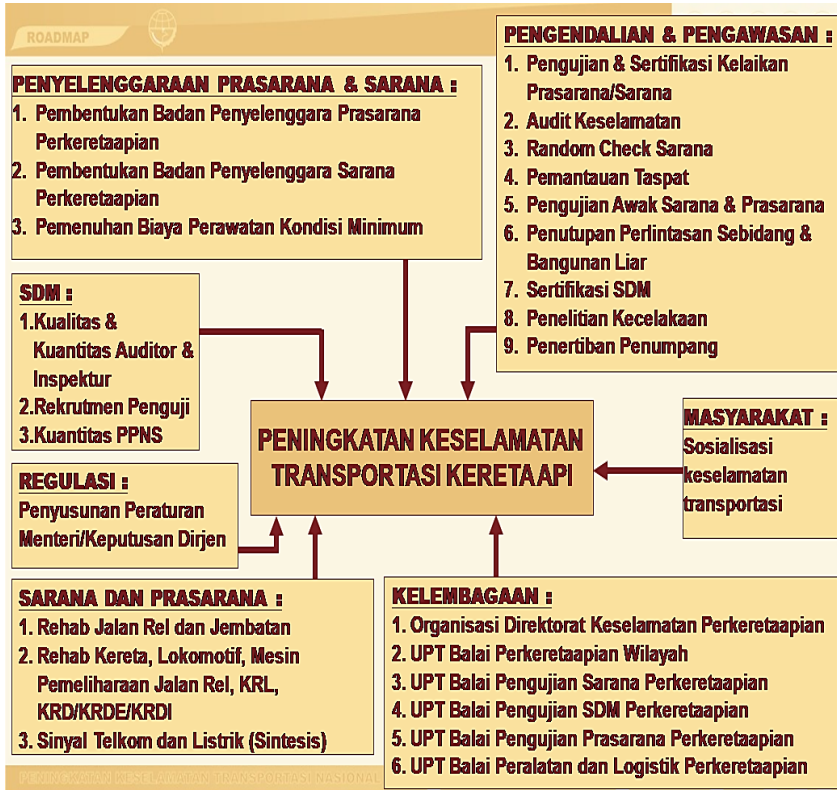 ROADMAP
PENYELENGGARAAN PRASARANA & SARANA :
1. Pembentukan Badan Penyelenggara Prasarana
Perkeretaapian
2. Pembentukan Badan Penyelenggara Sarana
Perkeretaapian
3. Pemenuhan Biaya Perawatan Kondisi Minimum
PENGENDALIAN & PENGAWASAN :
1. Pengujian & Sertifikasi Kelaikan
Prasarana/Sarana
2. Audit Keselamatan
3. Random Check Sarana
4. Pemantauan Taspat
5. Pengujian Awak Sarana & Prasarana
6. Penutupan Perlintasan Sebidang &
Bangunan Liar
7. Sertifikasi SDM
8. Penelitian Kecelakaan
9. Penertiban Penumpang
SDM :
1.Kualitas &
Kuantitas Auditor &
Inspektur
2.Rekrutmen Penguji
3.Kuantitas PPNS
PENINGKATAN KESELAMATAN
TRANSPORTASI KERETAAPI
MASYARAKAT :
Sosialisasi
keselamatan
transportasi
REGULASI :
Penyusunan Peraturan
Menteri/Keputusan Dirjen
SARANA DAN PRASARANA :
1. Rehab Jalan Rel dan Jembatan
2. Rehab Kereta, Lokomotif, Mesin
Pemeliharaan Jalan Rel, KRL,
KRD/KRDE/KRDI
3. Sinyal Telkom dan Listrik (Sintesis)
KELEMBAGAAN :
1. Organisasi Direktorat Keselamatan Perkeretaapian
2. UPT Balai Perkeretaapian Wilayah
3. UPT Balai Pengujian Sarana Perkeretaapian
4. UPT Balai Pengujian SDM Perkeretaapian
5. UPT Balai Pengujian Prasarana Perkeretaapian
6. UPT Balai Peralatan dan Logistik Perkeretaapian
PENINGKATAN KESELAMATAN TRANSPORTASI NASIONAL